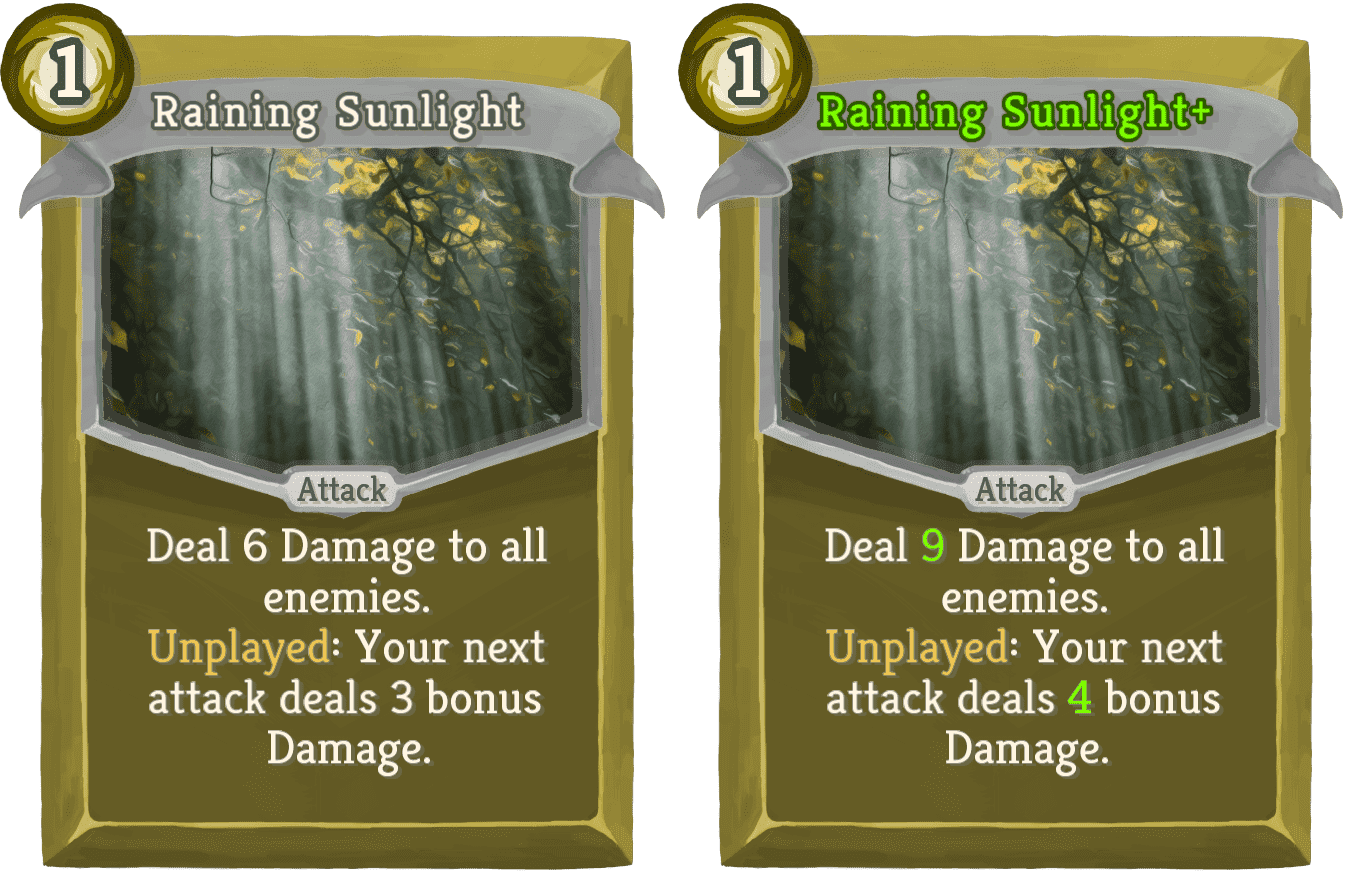 1
Raining Sunlight
Attack
Deal 6 Damage to all
enemies.
Unplayed: Your next
attack deals 3 bonus
Damage.
1
Raining Sunlight+
Attack
Deal 9 Damage to all
enemies.
Unplayed: Your next
attack deals 4 bonus
Damage.